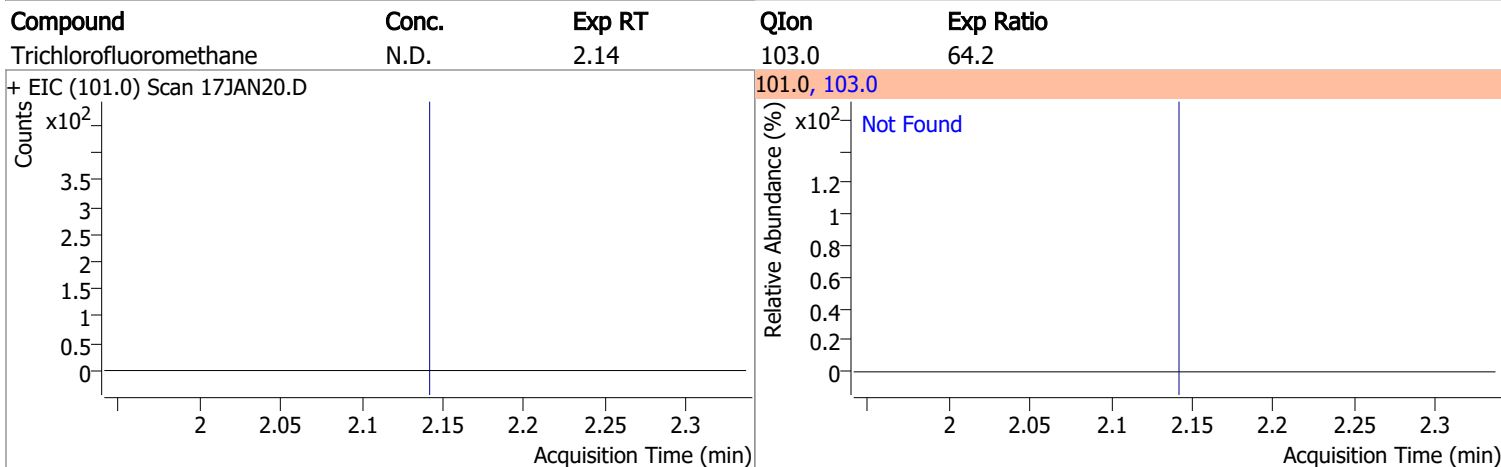 Compound Conc. Exp RT QIon Exp Ratio
Trichlorofluoromethane N.D. 2.14 103.0 64.2
+ EIC (101.0) Scan 17JAN20.D
Counts
x10²
3.5
3
2.5
2
1.5
1
0.5
0
2 2.05 2.1 2.15 2.2 2.25 2.3
Acquisition Time (min)
101.0, 103.0
Relative Abundance (%)
x10²
Not Found
1.2
1
0.8
0.6
0.4
0.2
0
2 2.05 2.1 2.15 2.2 2.25 2.3
Acquisition Time (min)